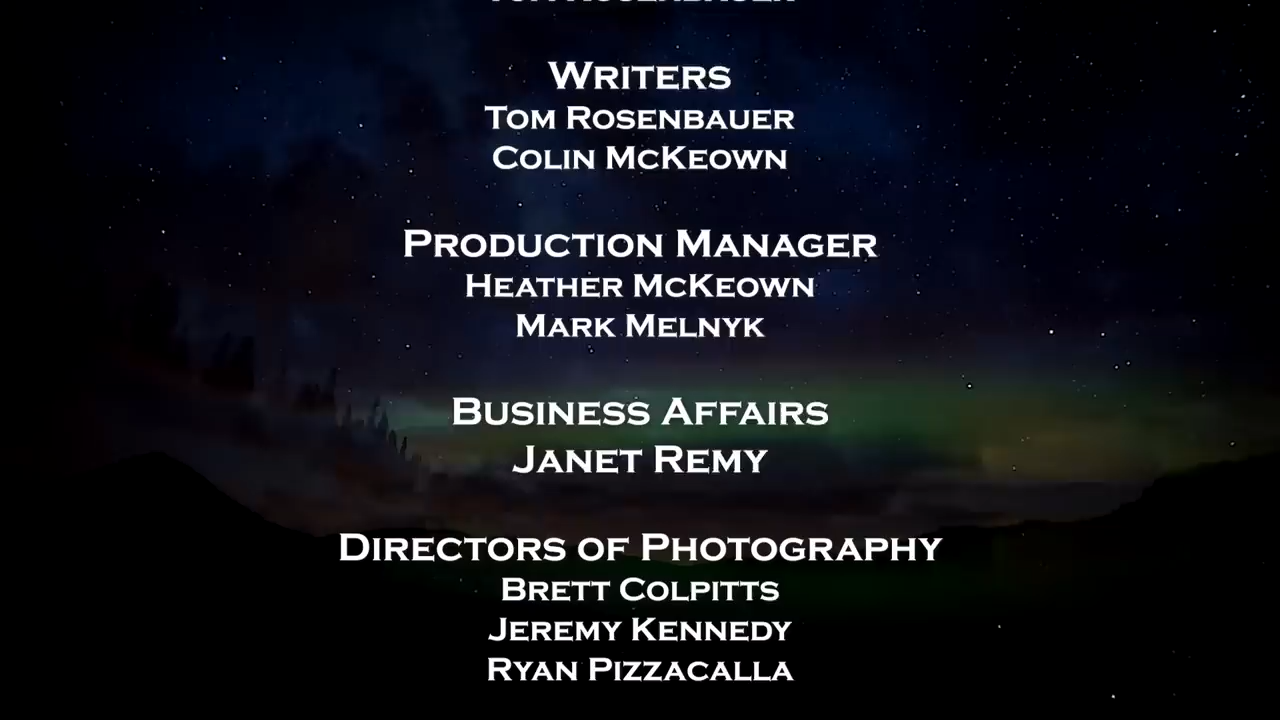 WRITERS
TOM ROSENBAUER
COLIN MCKEOWN
PRODUCTION MANAGER
HEATHER MCKEOWN
MARK MELNYK
BUSINESS AFFAIRS
JANET REMY
DIRECTORS OF PHOTOGRAPHY
BRETT COLPITTS
JEREMY KENNEDY
RYAN PIZZACALLA